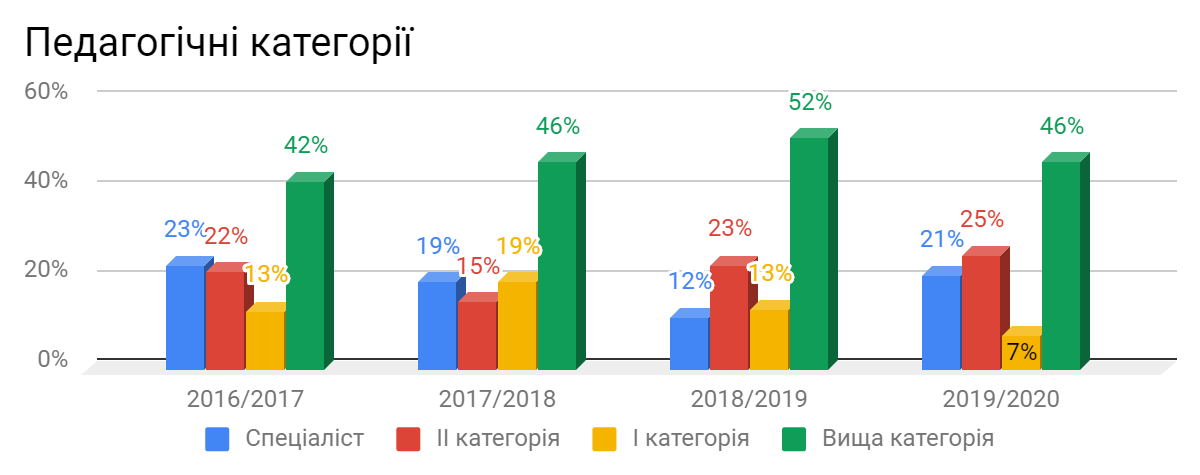 Педагогічні категорії
60%
40%
20%
0%
23% 22% 13% 42%
19% 15% 19% 46%
12% 23% 13% 52%
21% 25% 7% 46%
2016/2017 2017/2018 2018/2019 2019/2020
Спеціаліст II категорія I категорія Вища категорія